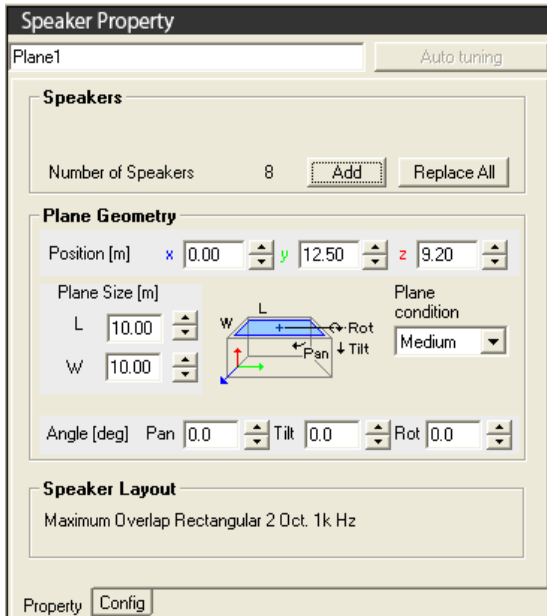 Speaker Property
Plane1 Auto tuning
Speakers
Number of Speakers 8 Add Replace All
Plane Geometry
Position [m] x 0.00 y 12.50 z 9.20
Plane Size [m]
L 10.00
W 10.00
L
W
Rot
Pan
Tilt
Plane
condition
Medium
Angle [deg] Pan 0.0 Tilt 0.0 Rot 0.0
Speaker Layout
Maximum Overlap Rectangular 2 Oct. 1k Hz
Property Config